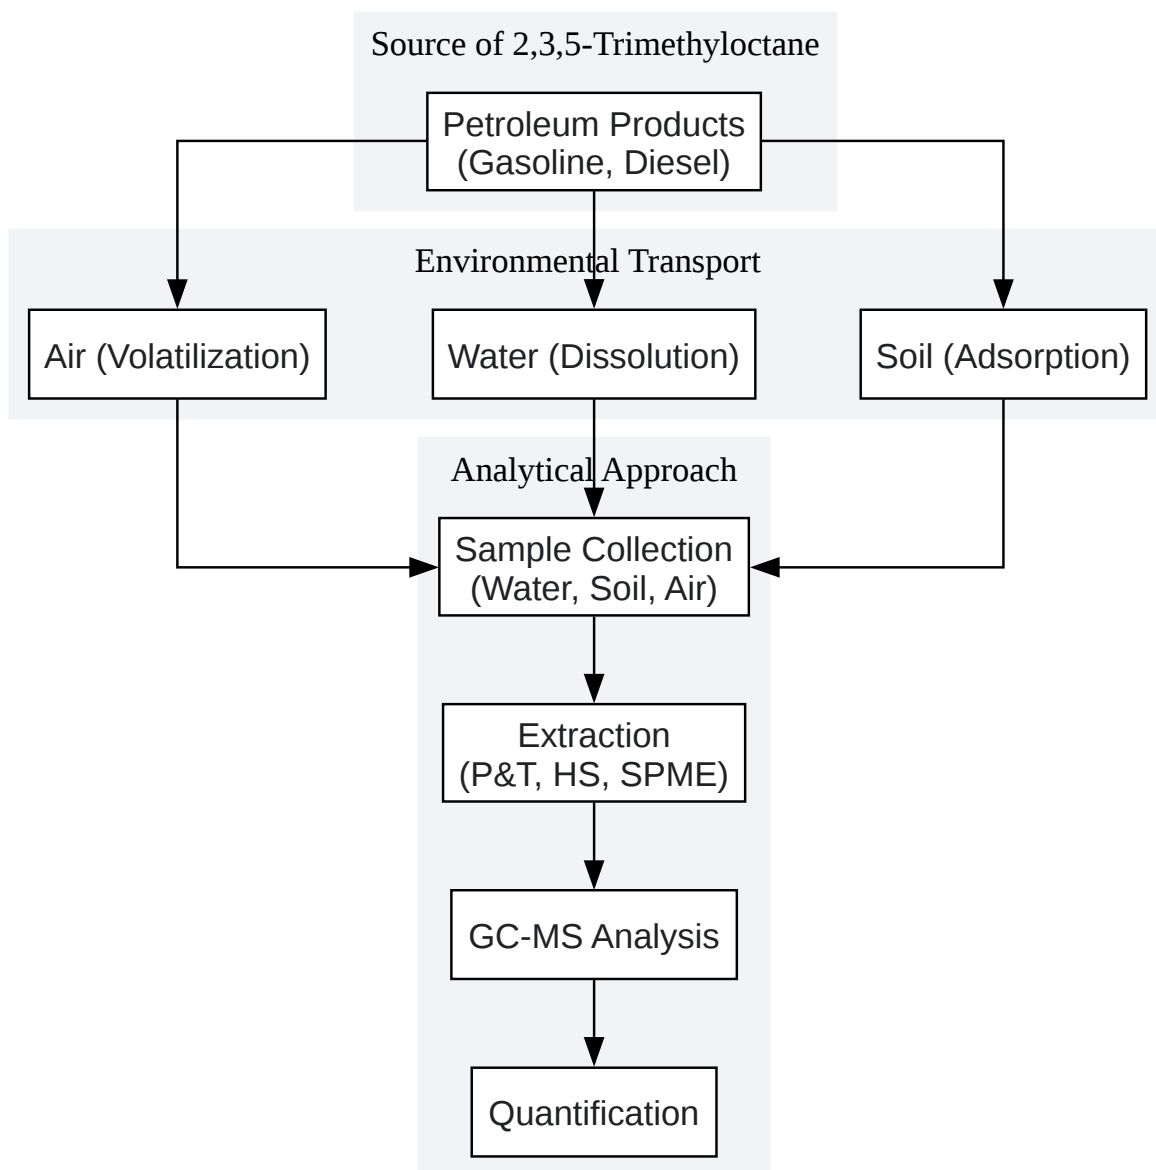 Source of 2,3,5-Trimethyloctane
Petroleum Products
(Gasoline, Diesel)
Environmental Transport
Air (Volatilization)
Water (Dissolution)
Soil (Adsorption)
Analytical Approach
Sample Collection
(Water, Soil, Air)
Extraction
(P&T, HS, SPME)
GC-MS Analysis
Quantification